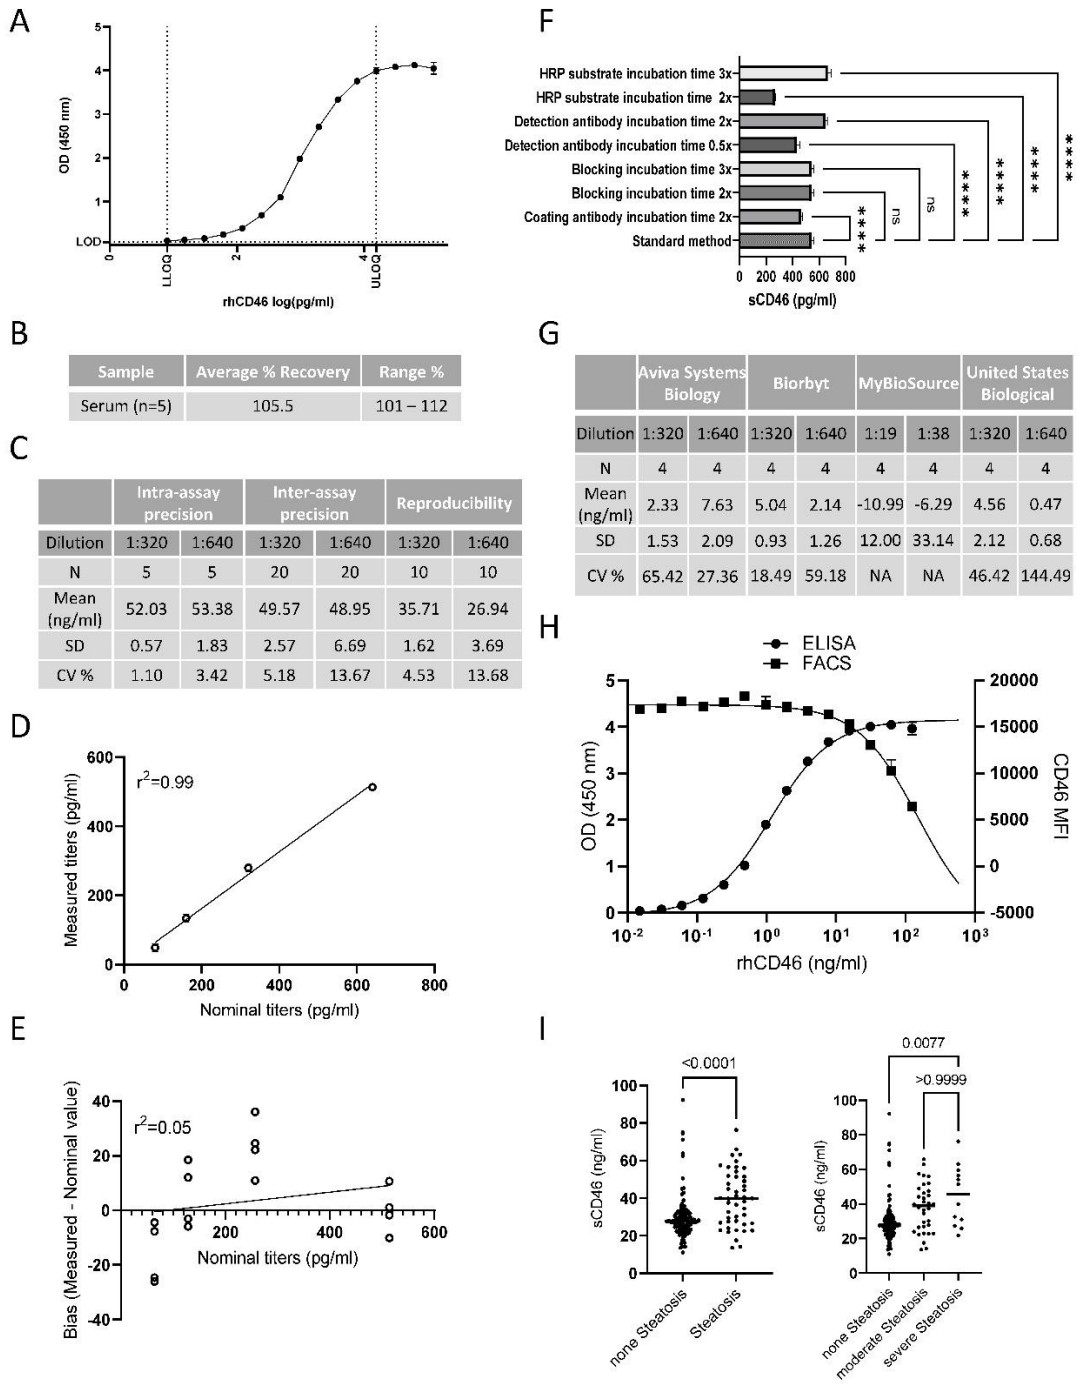 A
5
4
3
2
1
LOD
OD (450 nm)
0
LLOQ
2
4
ULOQ
rhCD46 log(pg/ml)
B
Sample Average % Recovery Range %
Serum (n=5) 105.5 101 – 112
C
Intra-assay precision Inter-assay precision Reproducibility
Dilution 1:320 1:640 1:320 1:640 1:320 1:640
N 5 5 20 20 10 10
Mean (ng/ml) 52.03 53.38 49.57 48.95 35.71 26.94
SD 0.57 1.83 2.57 6.69 1.62 3.69
CV % 1.10 3.42 5.18 13.67 4.53 13.68
D
600
400
200
0
Measured titers (pg/ml)
r²=0.99
0 200 400 600 800
Nominal titers (pg/ml)
E
40
20
0
-20
-40
Bias (Measured - Nominal value)
r²=0.05
200 400 600
Nominal titers (pg/ml)
F
HRP substrate incubation time 3x
HRP substrate incubation time 2x
Detection antibody incubation time 2x
Detection antibody incubation time 0.5x
Blocking incubation time 3x
Blocking incubation time 2x
Coating antibody incubation time 2x
Standard method
0 200 400 600 800
sCD46 (pg/ml)
****
ns
ns
****
****
****
****
G
Aviva Systems Biology Biorbyt MyBioSource United States Biological
Dilution 1:320 1:640 1:320 1:640 1:19 1:38 1:320 1:640
N 4 4 4 4 4 4 4 4
Mean (ng/ml) 2.33 7.63 5.04 2.14 -10.99 -6.29 4.56 0.47
SD 1.53 2.09 0.93 1.26 12.00 33.14 2.12 0.68
CV % 65.42 27.36 18.49 59.18 NA NA 46.42 144.49
H
ELISA
FACS
5
4
3
2
1
0
OD (450 nm)
20000
15000
10000
5000
0
-5000
CD46 MFI
10⁻² 10⁻¹ 10⁰ 10¹ 10² 10³
rhCD46 (ng/ml)
I
<0.0001
100
80
60
40
20
0
sCD46 (ng/ml)
none Steatosis
Steatosis
0.0077
>0.9999
100
80
60
40
20
0
sCD46 (ng/ml)
none Steatosis
moderate Steatosis
severe Steatosis